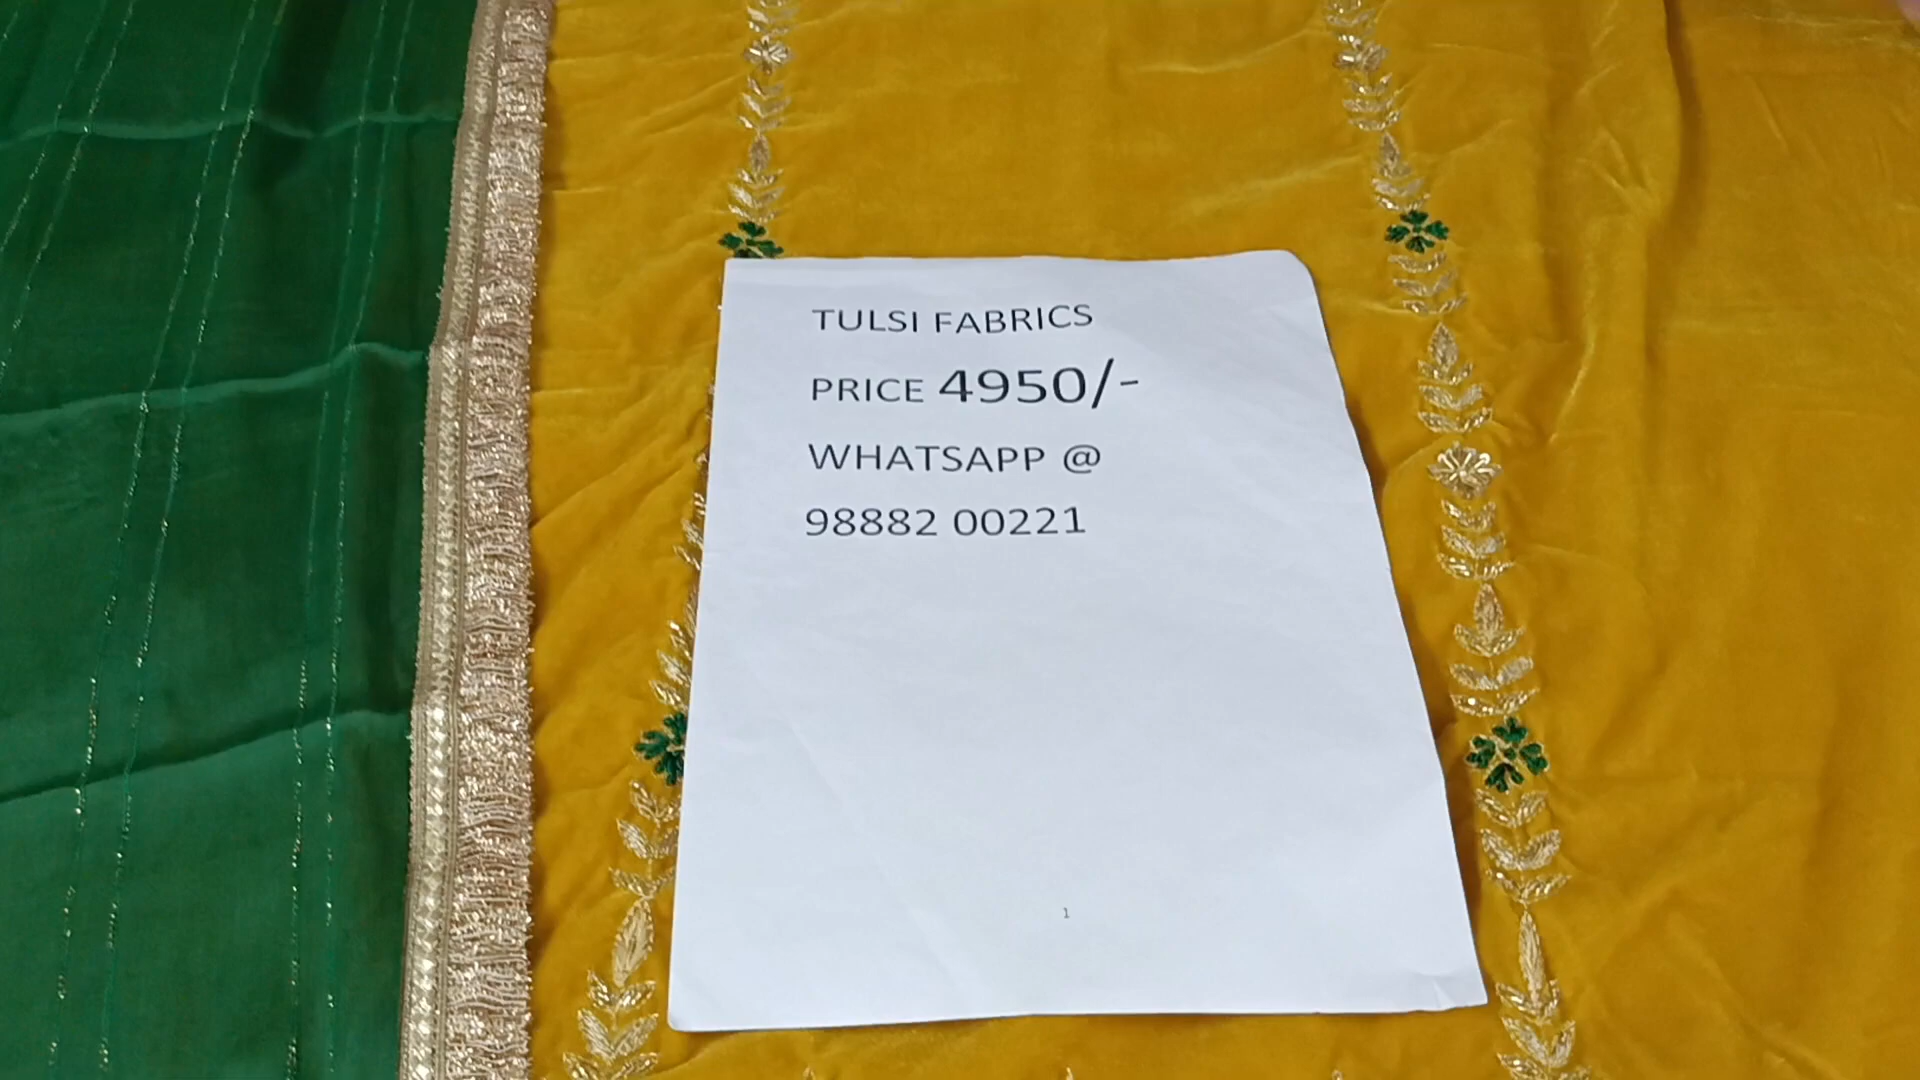 TULSI FABRICS
PRICE 4950/-
WHATSAPP @
98882 00221
1